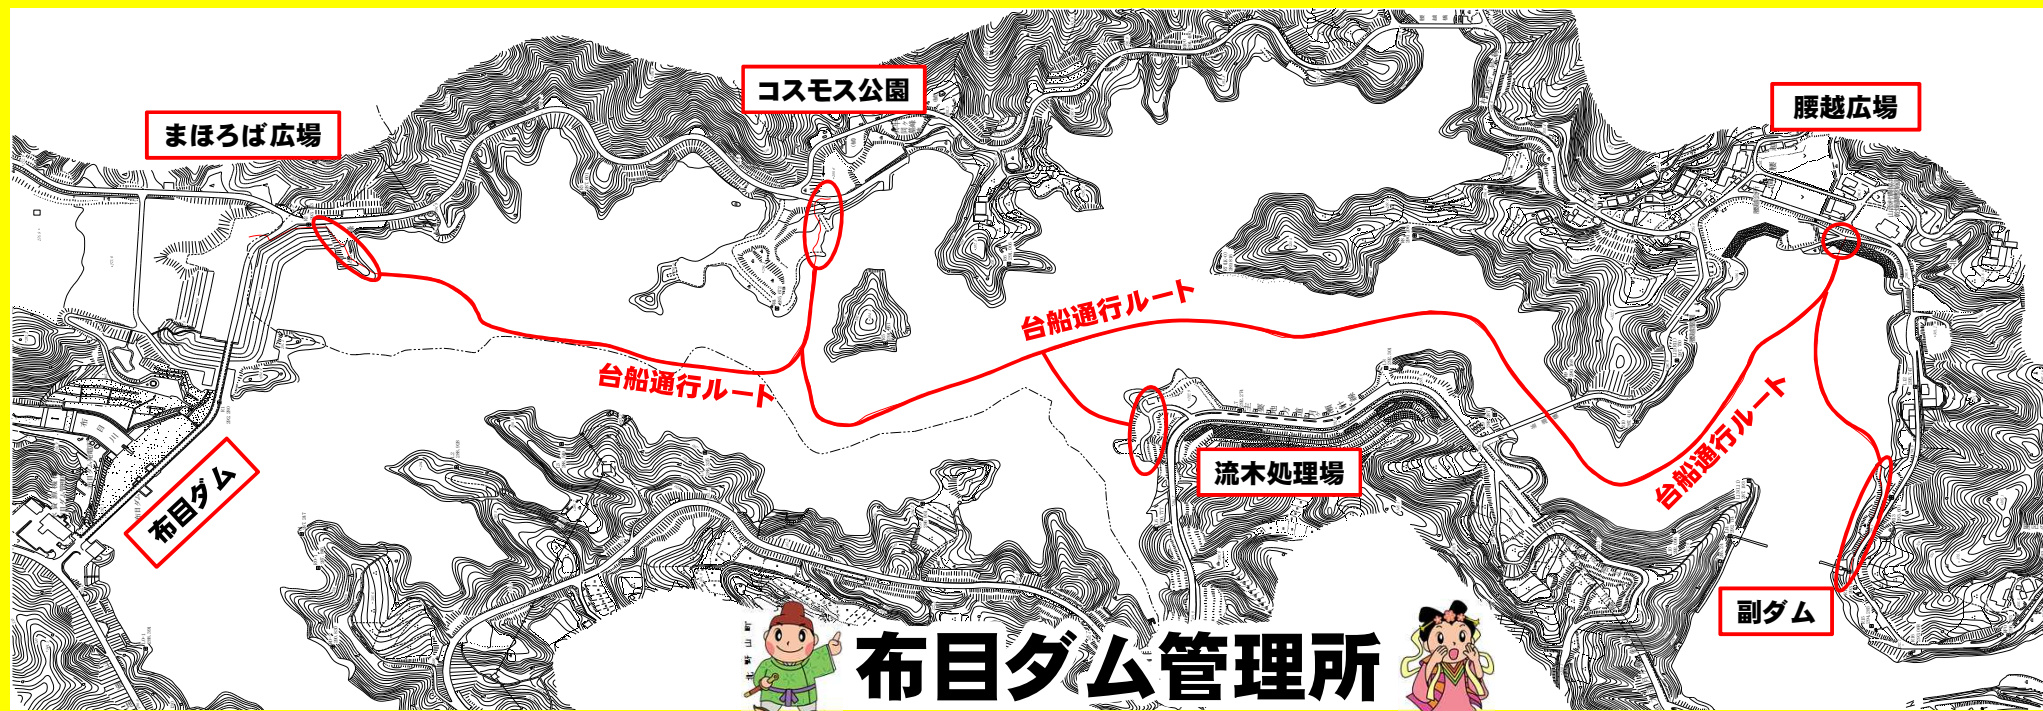 コスモス公園
腰越広場
まほろば広場
台船通行ルート
台船通行ルート
台船通行ルート
流木処理場
布目ダム
副ダム
布目ダム管理所